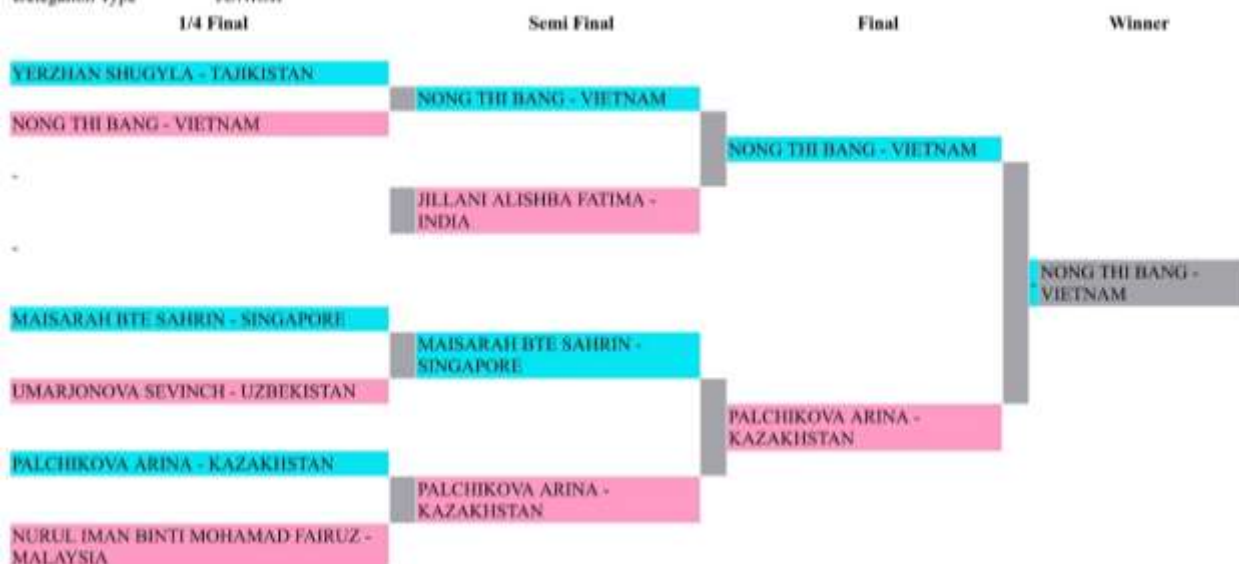 1/4 Final Semi Final Final Winner
YERZHAN SHUGYLA - TAJIKISTAN
NONG THI BANG - VIETNAM
NONG THI BANG - VIETNAM
NONG THI BANG - VIETNAM
-
JILLANI ALISHBA FATIMA -
INDIA
-
NONG THI BANG -
VIETNAM
-
MAISARAH BTE SAHRIN - SINGAPORE
MAISARAH BTE SAHRIN -
SINGAPORE
UMARJONOVA SEVINCH - UZBEKISTAN
PALCHIKOVA ARINA -
KAZAKHSTAN
PALCHIKOVA ARINA - KAZAKHSTAN
PALCHIKOVA ARINA -
KAZAKHSTAN
NURUL IMAN BINTI MOHAMAD FAIRUZ -
MALAYSIA